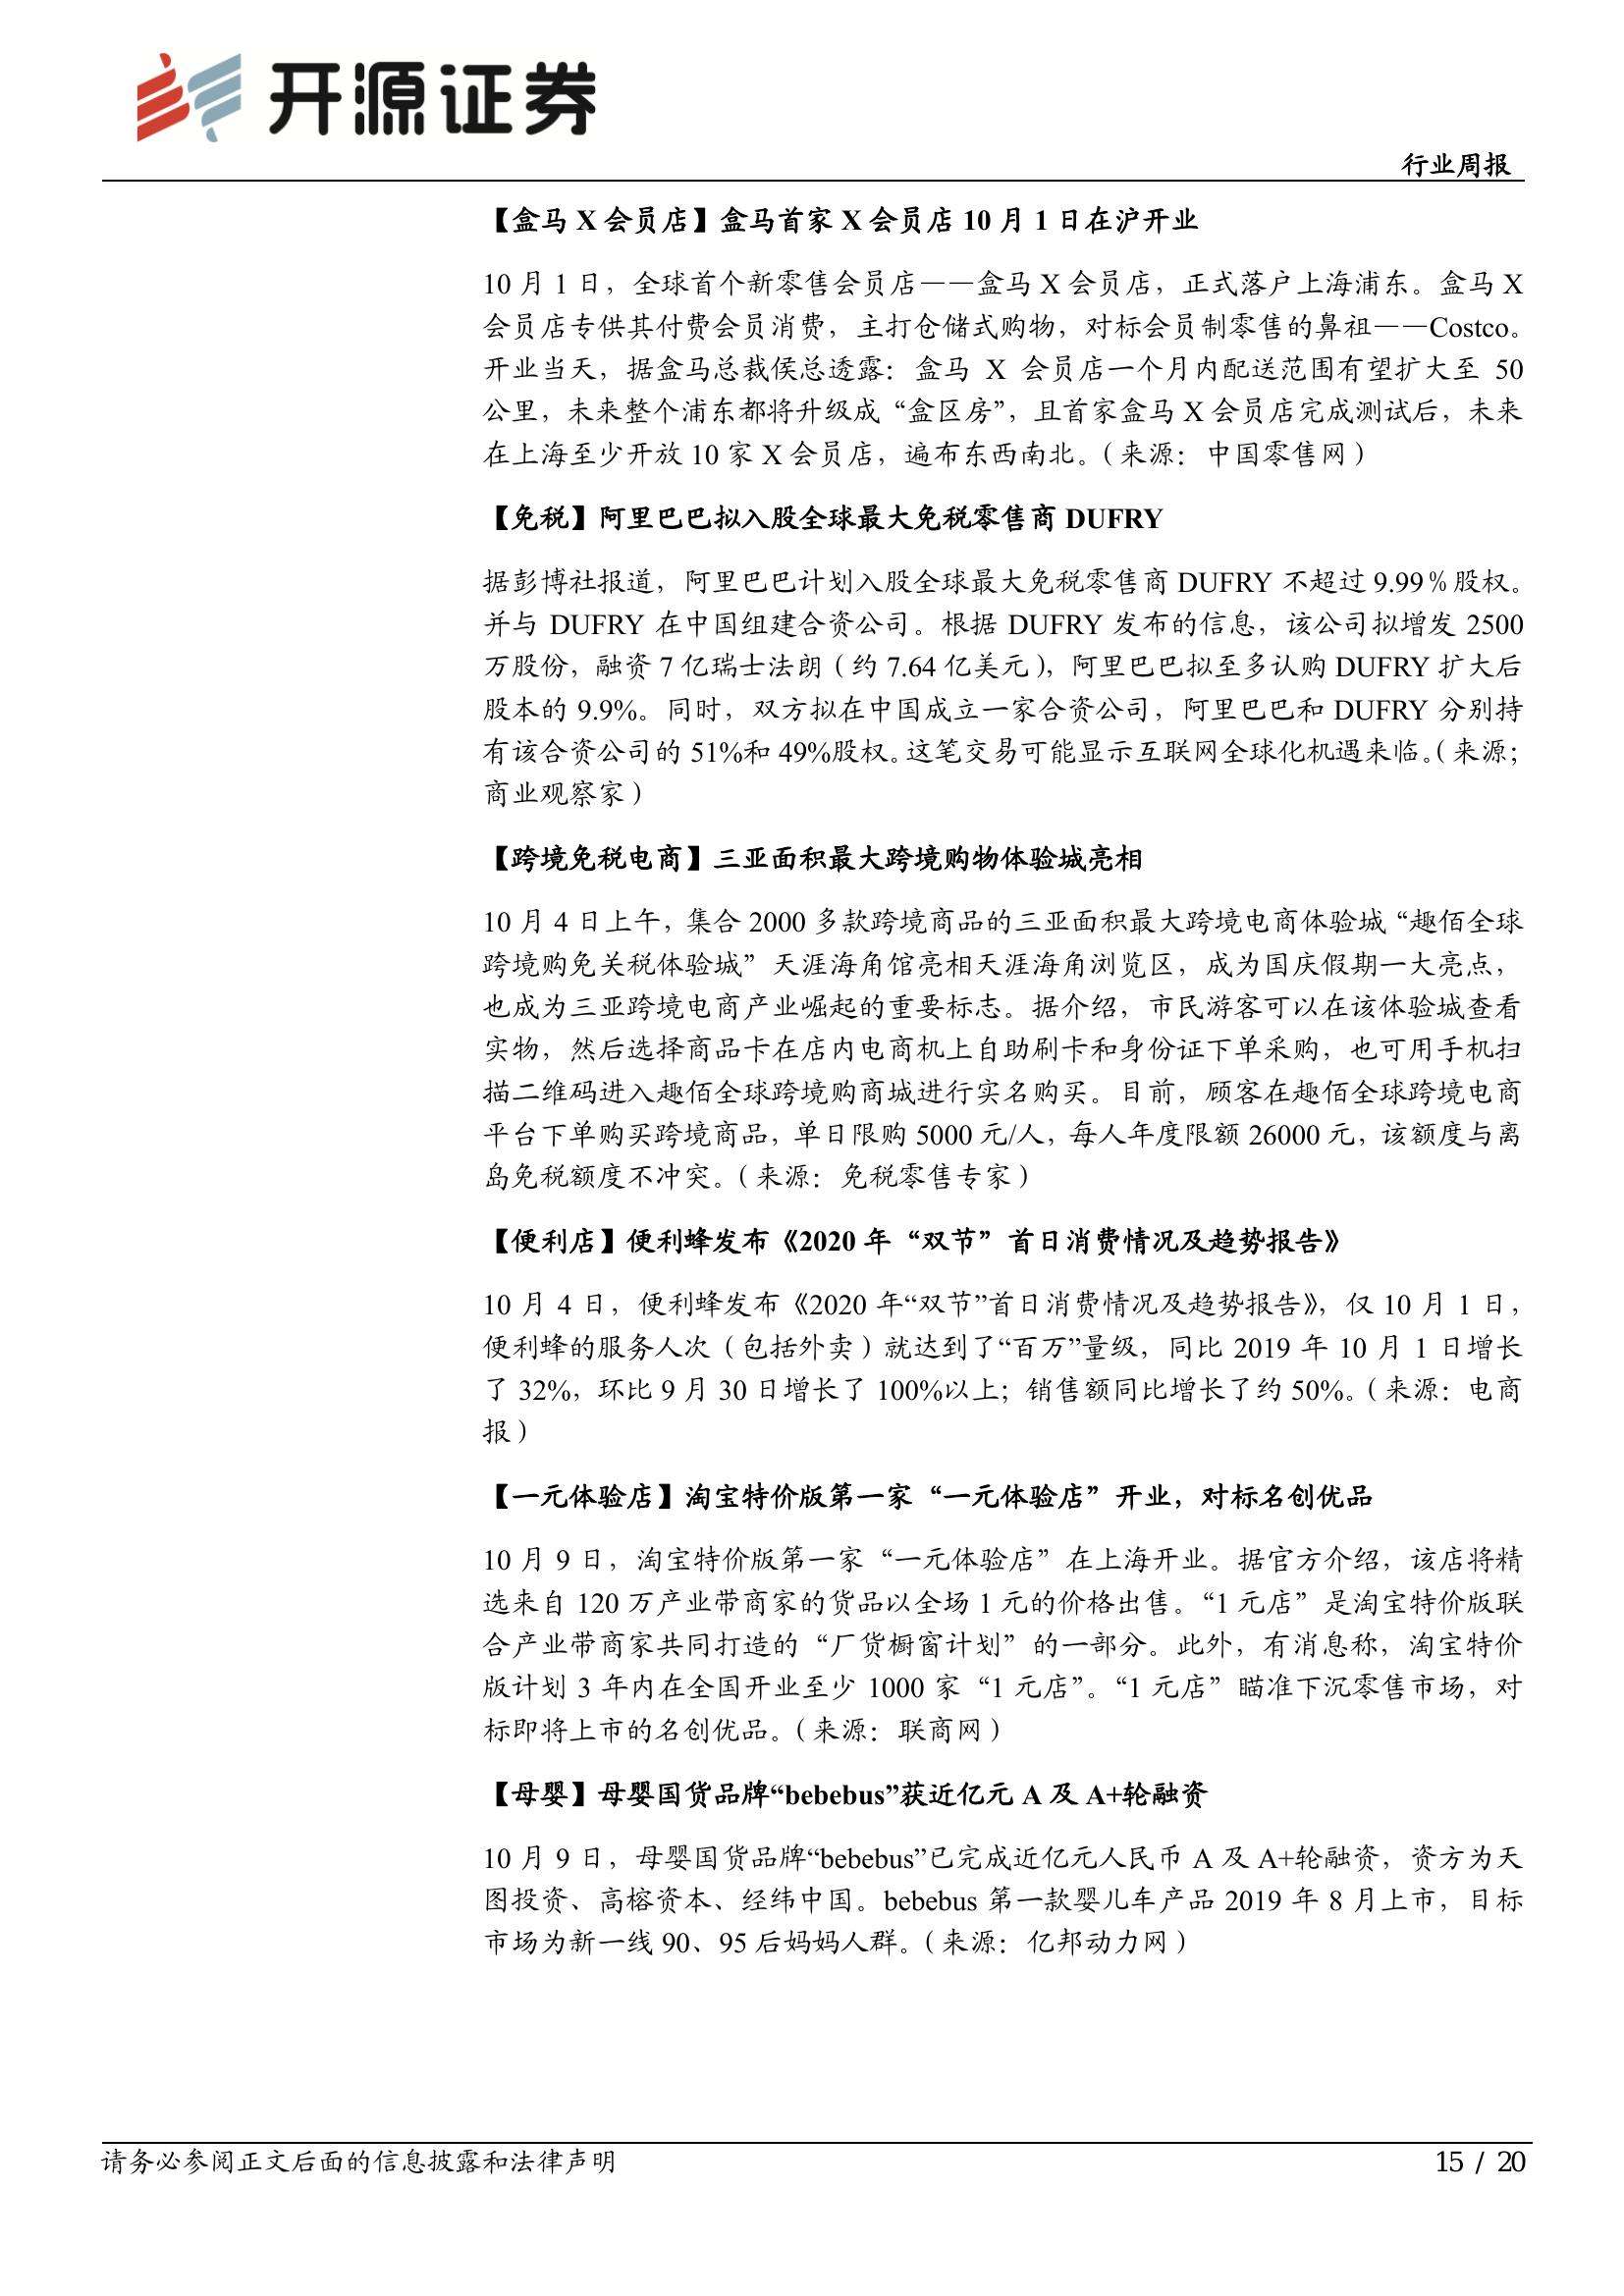 开源证券
行业周报
【盒马 X 会员店】盒马首家 X 会员店 10 月 1 日在沪开业
10 月 1 日，全球首个新零售会员店——盒马 X 会员店，正式落户上海浦东。盒马 X
会员店专供其付费会员消费，主打仓储式购物，对标会员制零售的鼻祖——Costco。
开业当天，据盒马总裁侯总透露：盒马 X 会员店一个月内配送范围有望扩大至 50
公里，未来整个浦东都将升级成“盒区房”，且首家盒马 X 会员店完成测试后，未来
在上海至少开放 10 家 X 会员店，遍布东西南北。（来源：中国零售网）
【免税】阿里巴巴拟入股全球最大免税零售商 DUFRY
据彭博社报道，阿里巴巴计划入股全球最大免税零售商 DUFRY 不超过 9.99％股权。
并与 DUFRY 在中国组建合资公司。根据 DUFRY 发布的信息，该公司拟增发 2500
万股份，融资 7 亿瑞士法朗（约 7.64 亿美元），阿里巴巴拟至多认购 DUFRY 扩大后
股本的 9.9%。同时，双方拟在中国成立一家合资公司，阿里巴巴和 DUFRY 分别持
有该合资公司的 51%和 49%股权。这笔交易可能显示互联网全球化机遇来临。（来源；
商业观察家）
【跨境免税电商】三亚面积最大跨境购物体验城亮相
10 月 4 日上午，集合 2000 多款跨境商品的三亚面积最大跨境电商体验城“趣佰全球
跨境购免关税体验城”天涯海角馆亮相天涯海角浏览区，成为国庆假期一大亮点，
也成为三亚跨境电商产业崛起的重要标志。据介绍，市民游客可以在该体验城查看
实物，然后选择商品卡在店内电商机上自助刷卡和身份证下单采购，也可用手机扫
描二维码进入趣佰全球跨境购商城进行实名购买。目前，顾客在趣佰全球跨境电商
平台下单购买跨境商品，单日限购 5000 元/人，每人年度限额 26000 元，该额度与离
岛免税额度不冲突。（来源：免税零售专家）
【便利店】便利蜂发布《2020 年“双节”首日消费情况及趋势报告》
10 月 4 日，便利蜂发布《2020 年“双节”首日消费情况及趋势报告》，仅 10 月 1 日，
便利蜂的服务人次（包括外卖）就达到了“百万”量级，同比 2019 年 10 月 1 日增长
了 32%，环比 9 月 30 日增长了 100%以上；销售额同比增长了约 50%。（来源：电商
报）
【一元体验店】淘宝特价版第一家“一元体验店”开业，对标名创优品
10 月 9 日，淘宝特价版第一家“一元体验店”在上海开业。据官方介绍，该店将精
选来自 120 万产业带商家的货品以全场 1 元的价格出售。“1 元店”是淘宝特价版联
合产业带商家共同打造的“厂货橱窗计划”的一部分。此外，有消息称，淘宝特价
版计划 3 年内在全国开业至少 1000 家“1 元店”。“1 元店”瞄准下沉零售市场，对
标即将上市的名创优品。（来源：联商网）
【母婴】母婴国货品牌“bebebus”获近亿元 A 及 A+轮融资
10 月 9 日，母婴国货品牌“bebebus”已完成近亿元人民币 A 及 A+轮融资，资方为天
图投资、高榕资本、经纬中国。bebebus 第一款婴儿车产品 2019 年 8 月上市，目标
市场为新一线 90、95 后妈妈人群。（来源：亿邦动力网）
请务必参阅正文后面的信息披露和法律声明
15 / 20